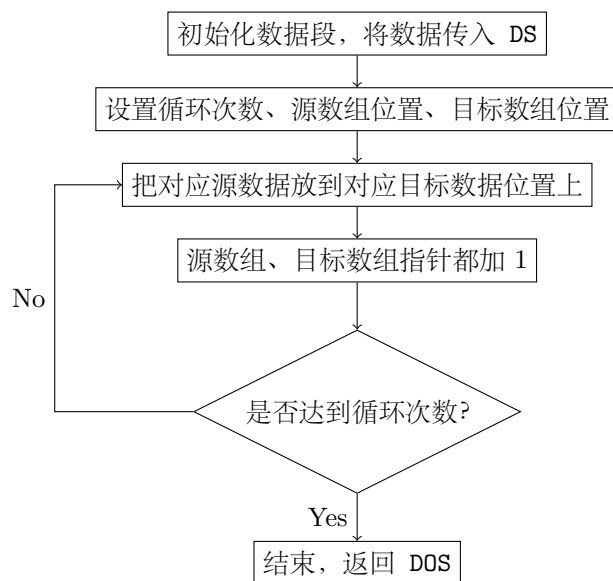 初始化数据段，将数据传入 DS
设置循环次数、源数组位置、目标数组位置
把对应源数据放到对应目标数据位置上
源数组、目标数组指针都加 1
No
是否达到循环次数?
Yes
结束，返回 DOS